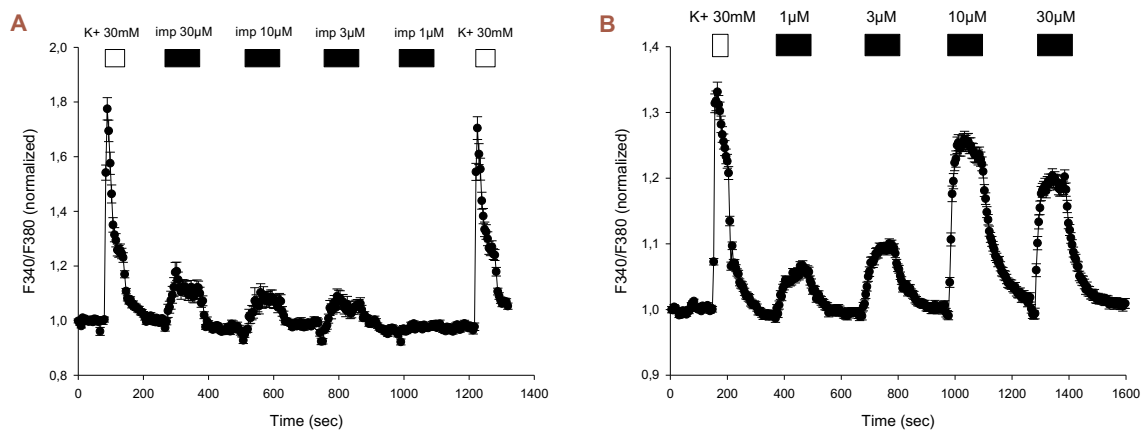 A
K+ 30mM imp 30µM imp 10µM imp 3µM imp 1µM K+ 30mM
2,0
1,8
1,6
1,4
1,2
1,0
0,8
F340/F380 (normalized)
0 200 400 600 800 1000 1200 1400
Time (sec)
B
K+ 30mM 1µM 3µM 10µM 30µM
1,4
1,3
1,2
1,1
1,0
0,9
F340/F380 (normalized)
0 200 400 600 800 1000 1200 1400 1600
Time (sec)